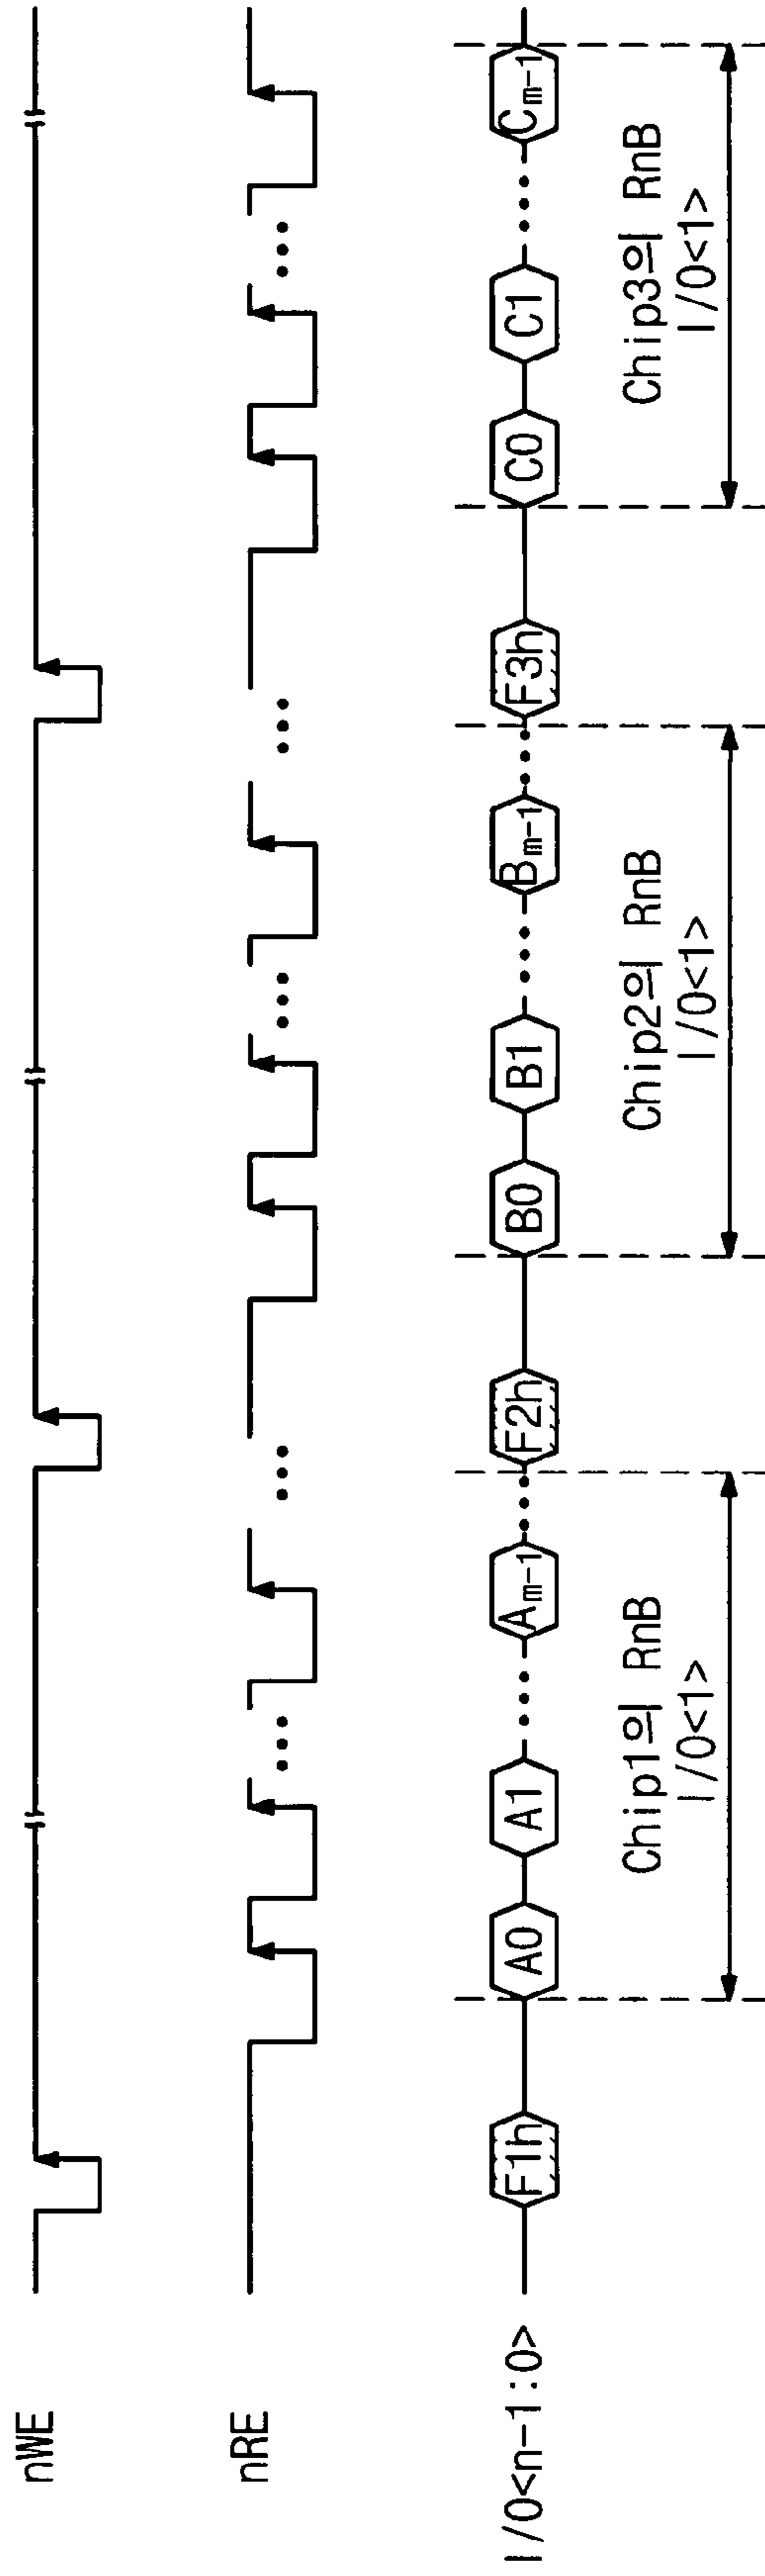 nWE
nRE
I/O<n-1:0>
F1h
A0
A1
Am-1
F2h
B0
B1
Bm-1
F3h
C0
C1
Cm-1
Chip1의 RnB
I/O<1>
Chip2의 RnB
I/O<1>
Chip3의 RnB
I/O<1>